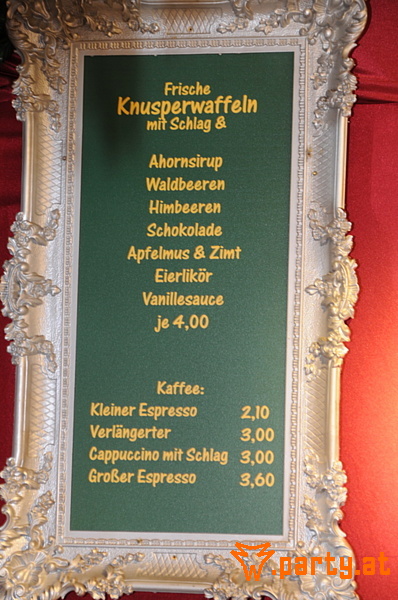 Frische
Knusperwaffeln
mit Schlag &
Ahornsirup
Waldbeeren
Himbeeren
Schokolade
Apfelmus & Zimt
Eierlikör
Vanillesauce
je 4,00
Kaffee:
Kleiner Espresso 2,10
Verlängerter 3,00
Cappuccino mit Schlag 3,00
Großer Espresso 3,60
.party.at